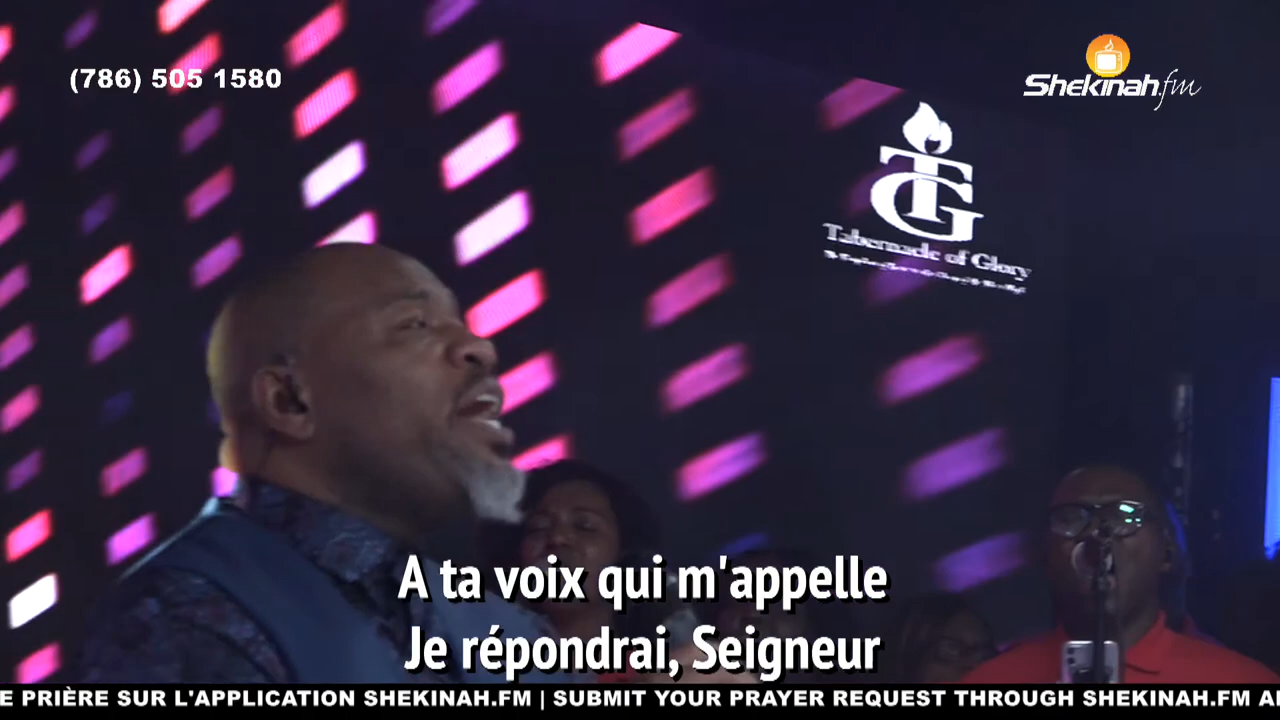 (786) 505 1580
Shekinah.fm
TG
Tabernacle of Glory
A ta voix qui m'appelle
Je répondrai, Seigneur
E PRIÈRE SUR L'APPLICATION SHEKINAH.FM | SUBMIT YOUR PRAYER REQUEST THROUGH SHEKINAH.FM A